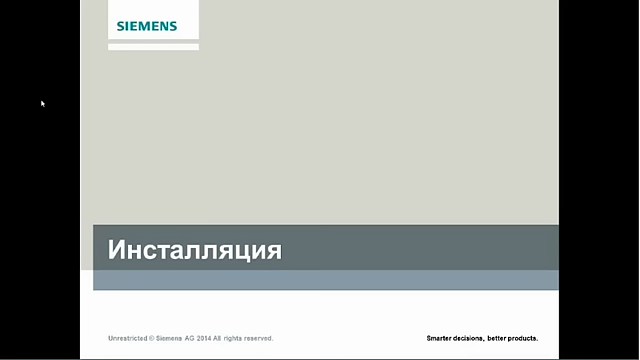 SIEMENS
Инсталляция
Unrestricted © Siemens AG 2014 All rights reserved.
Smarter decisions, better products.